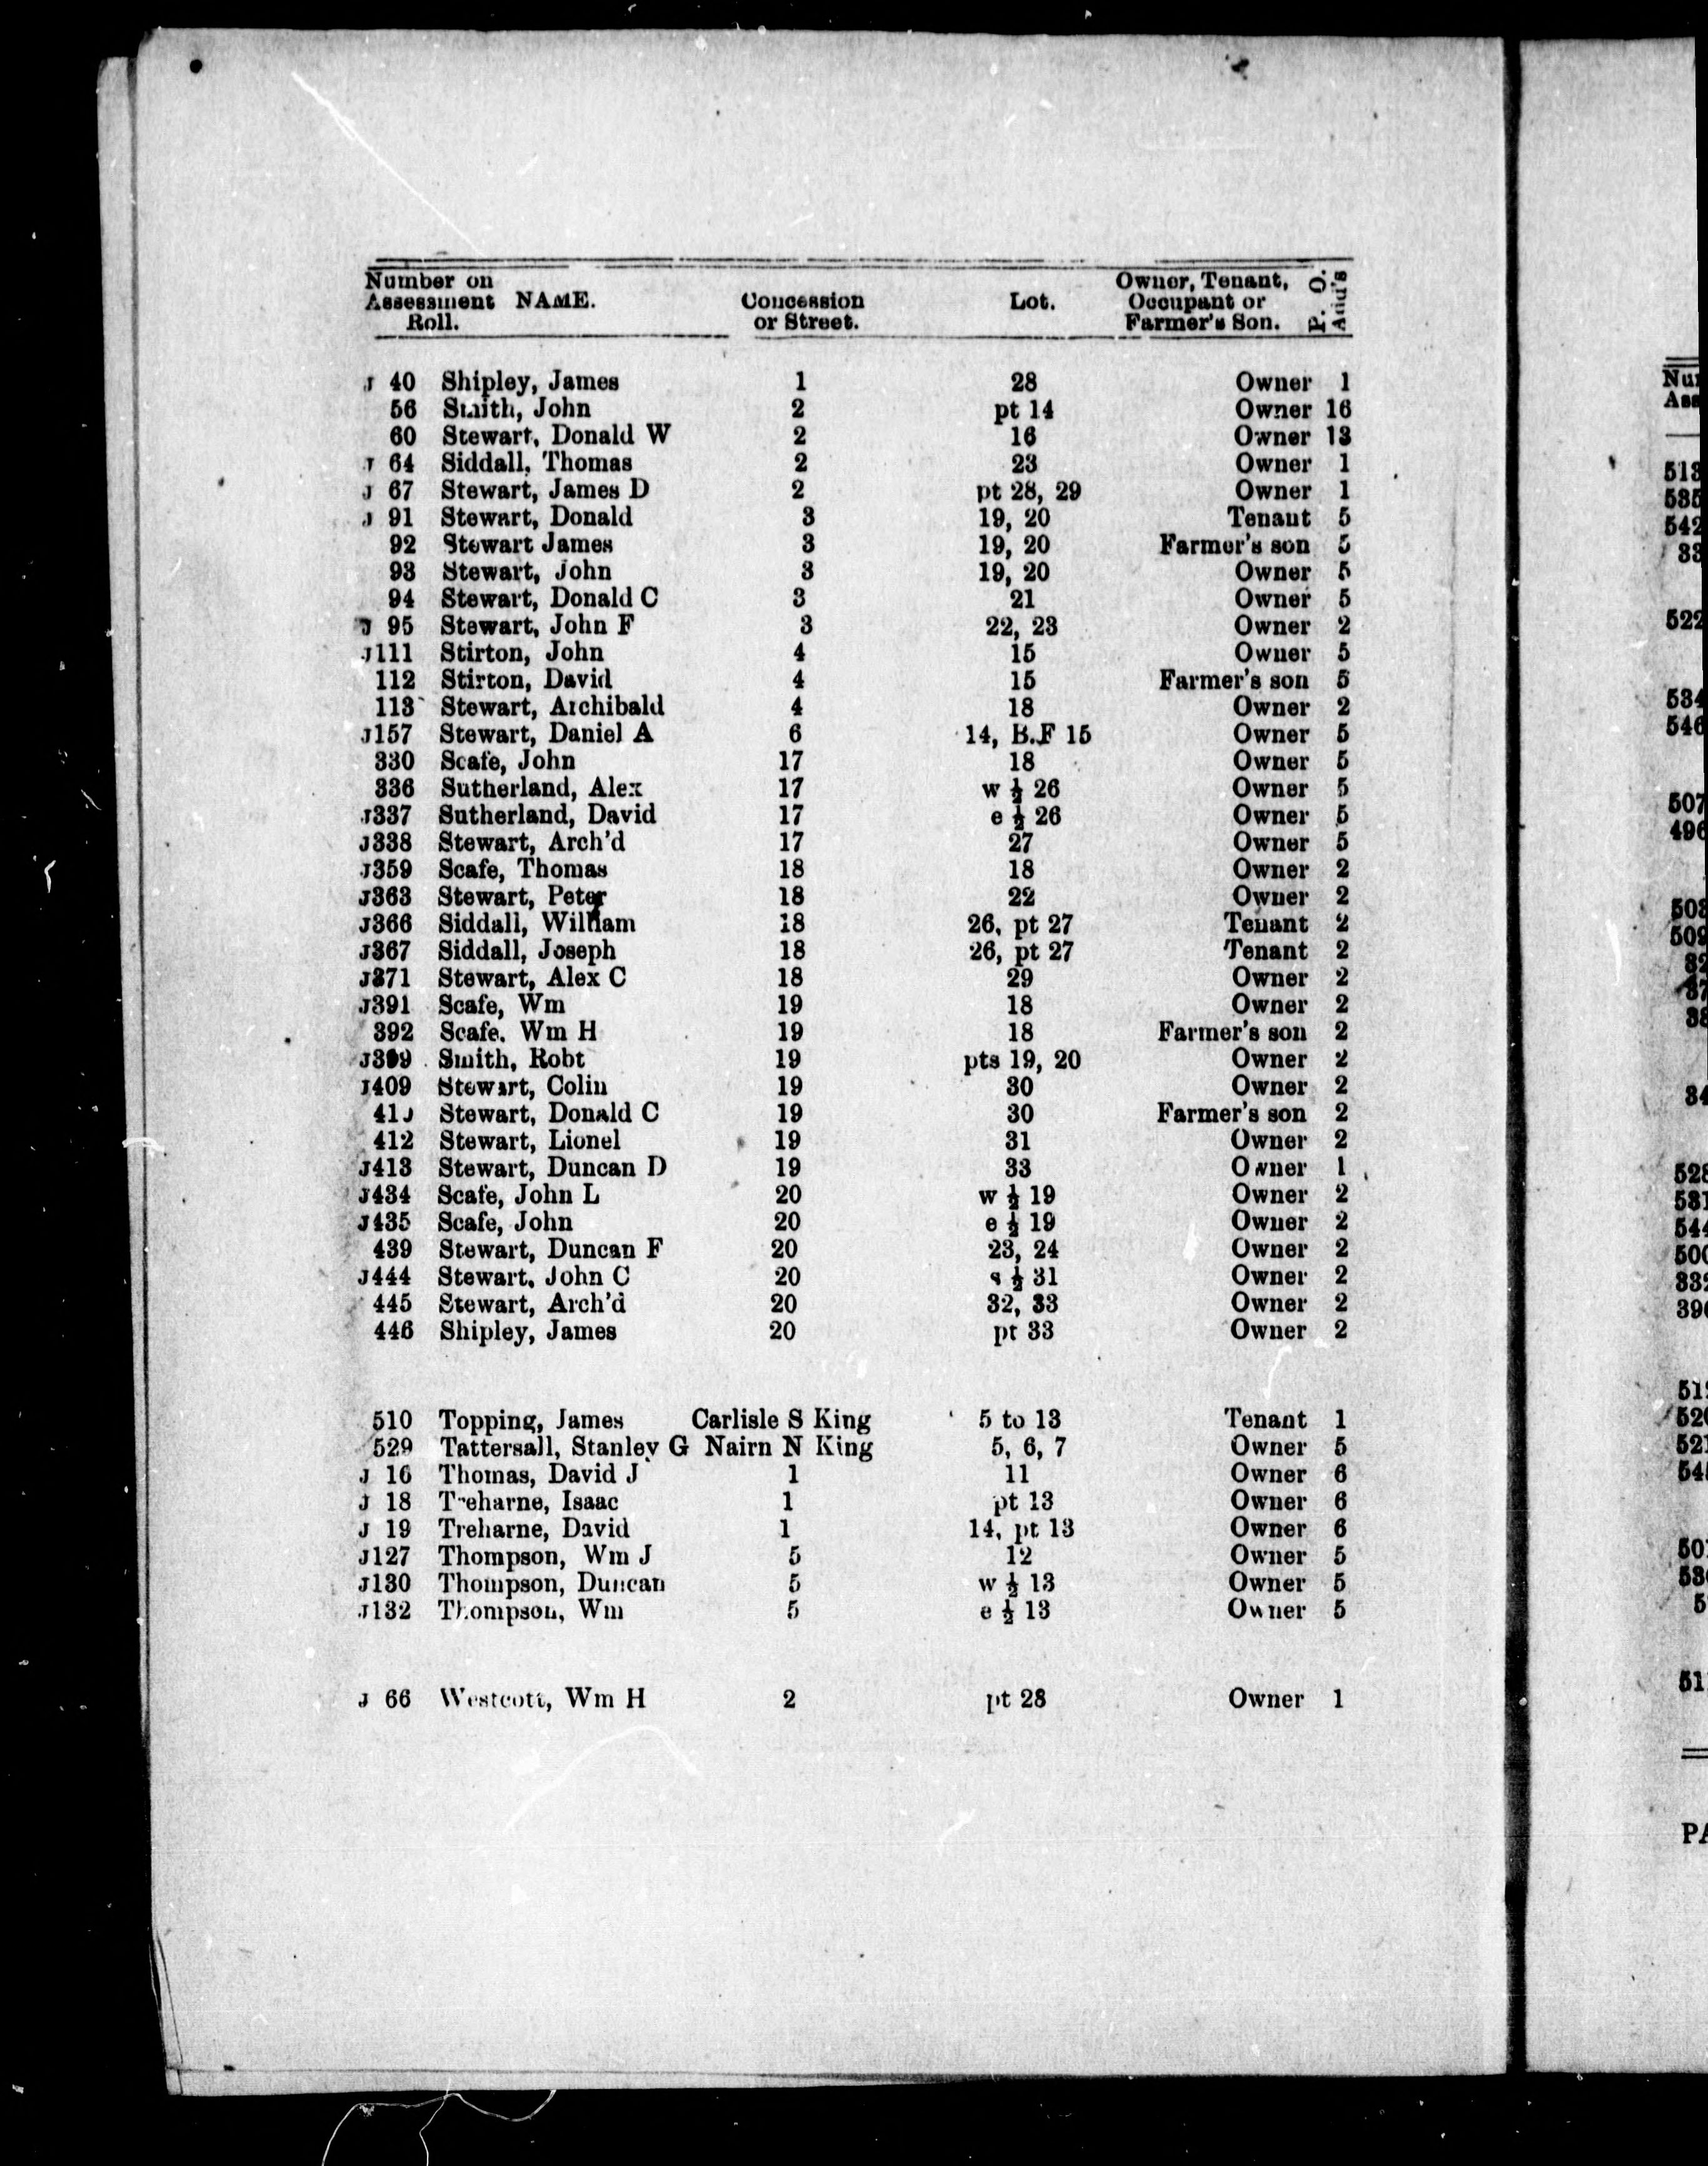 Number on Assessment Roll. NAME. Concession or Street. Lot. Owner, Tenant, Occupant or Farmer's Son. P. O. Add's
J 40 Shipley, James 1 28 Owner 1
56 Smith, John 2 pt 14 Owner 16
60 Stewart, Donald W 2 16 Owner 13
J 64 Siddall, Thomas 2 23 Owner 1
J 67 Stewart, James D 2 pt 28, 29 Owner 1
J 91 Stewart, Donald 3 19, 20 Tenant 5
92 Stewart James 3 19, 20 Farmer's son 5
93 Stewart, John 3 19, 20 Owner 5
94 Stewart, Donald C 3 21 Owner 5
J 95 Stewart, John F 3 22, 23 Owner 2
J111 Stirton, John 4 15 Owner 5
112 Stirton, David 4 15 Farmer's son 5
113 Stewart, Archibald 4 18 Owner 2
J157 Stewart, Daniel A 6 14, B.F 15 Owner 5
330 Scafe, John 17 18 Owner 5
336 Sutherland, Alex 17 w ½ 26 Owner 5
J337 Sutherland, David 17 e ½ 26 Owner 5
J338 Stewart, Arch'd 17 27 Owner 5
J359 Scafe, Thomas 18 18 Owner 2
J363 Stewart, Peter 18 22 Owner 2
J366 Siddall, William 18 26, pt 27 Tenant 2
J367 Siddall, Joseph 18 26, pt 27 Tenant 2
J371 Stewart, Alex C 18 29 Owner 2
J391 Scafe, Wm 19 18 Owner 2
392 Scafe. Wm H 19 18 Farmer's son 2
J399 Smith, Robt 19 pts 19, 20 Owner 2
J409 Stewart, Colin 19 30 Owner 2
Stewart, Donald C 19 30 Farmer's son 2
412 Stewart, Lionel 19 31 Owner 2
J413 Stewart, Duncan D 19 33 Owner 1
J434 Scafe, John L 20 w ½ 19 Owner 2
J435 Scafe, John 20 e ½ 19 Owner 2
439 Stewart, Duncan F 20 23, 24 Owner 2
J444 Stewart, John C 20 ½ 31 Owner 2
445 Stewart, Arch'd 20 32, 33 Owner 2
446 Shipley, James 20 pt 33 Owner 2
510 Topping, James Carlisle S King 5 to 13 Tenant 1
529 Tattersall, Stanley G Nairn N King 5, 6, 7 Owner 5
J 16 Thomas, David J 1 11 Owner 6
J 18 Treharne, Isaac 1 pt 13 Owner 6
J 19 Treharne, David 1 14, pt 13 Owner 6
J127 Thompson, Wm J 5 12 Owner 5
J130 Thompson, Duncan 5 w ½ 13 Owner 5
J132 Thompson, Wm 5 e ½ 13 Owner 5
J 66 Westcott, Wm H 2 pt 28 Owner 1